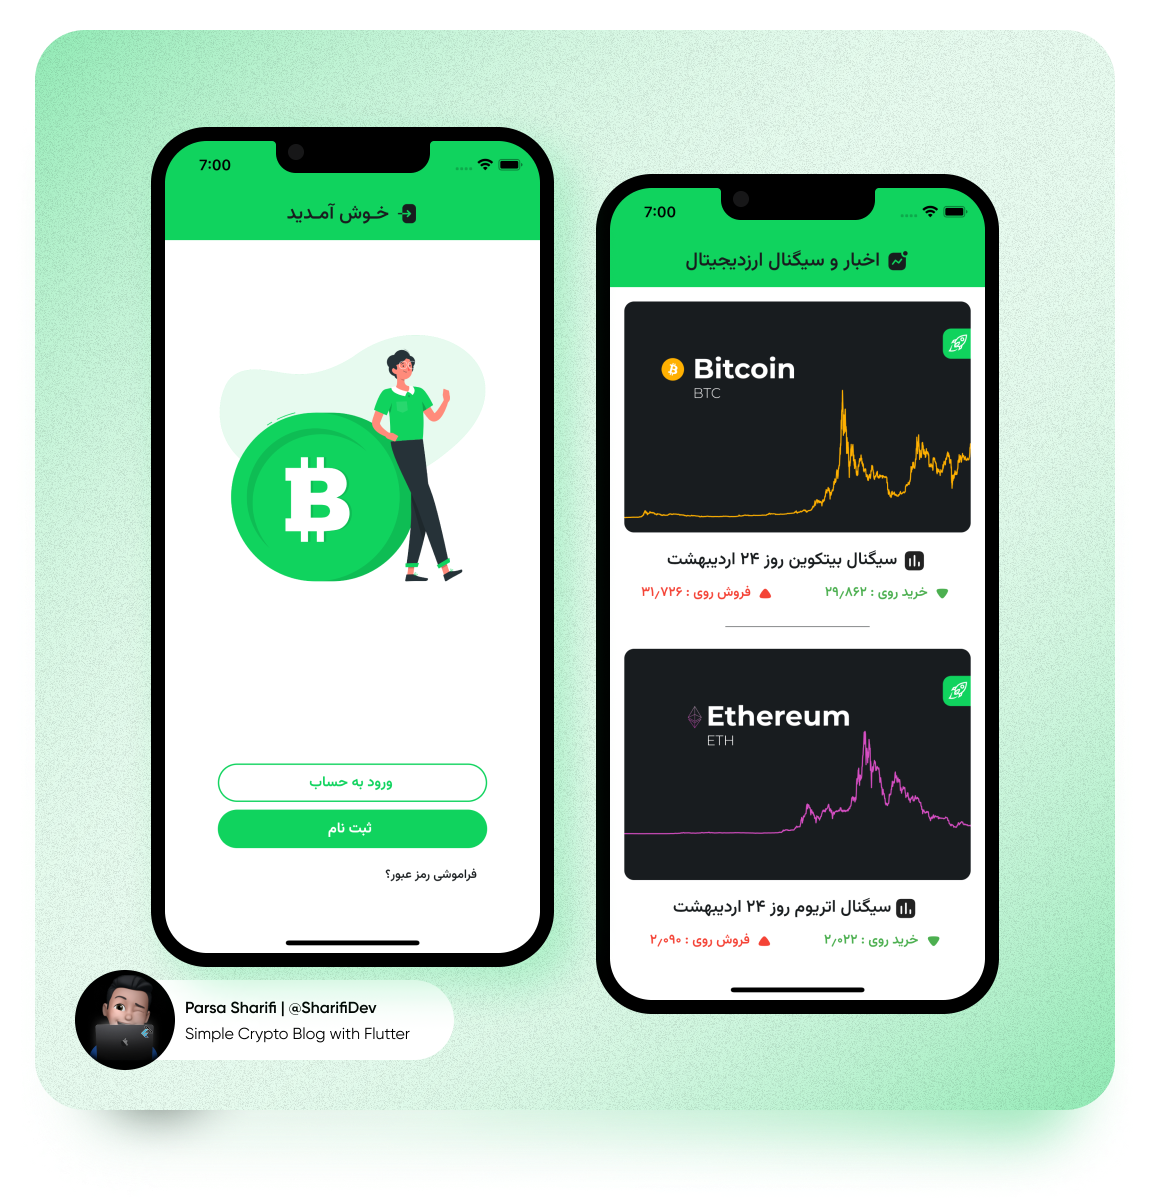 7:00
خـوش آمـدید
ورود به حساب
ثبت نام
فراموشی رمز عبور؟
7:00
اخبار و سیگنال ارزدیجیتال
Bitcoin
BTC
سیگنال بیتکوین روز ۲۴ اردیبهشت
خرید روی : ۲۹٫۸۶۲
فروش روی : ۳۱٫۷۲۶
Ethereum
ETH
سیگنال اتریوم روز ۲۴ اردیبهشت
خرید روی : ۲٫۰۲۲
فروش روی : ۲٫۰۹۰
Parsa Sharifi | @SharifiDev
Simple Crypto Blog with Flutter